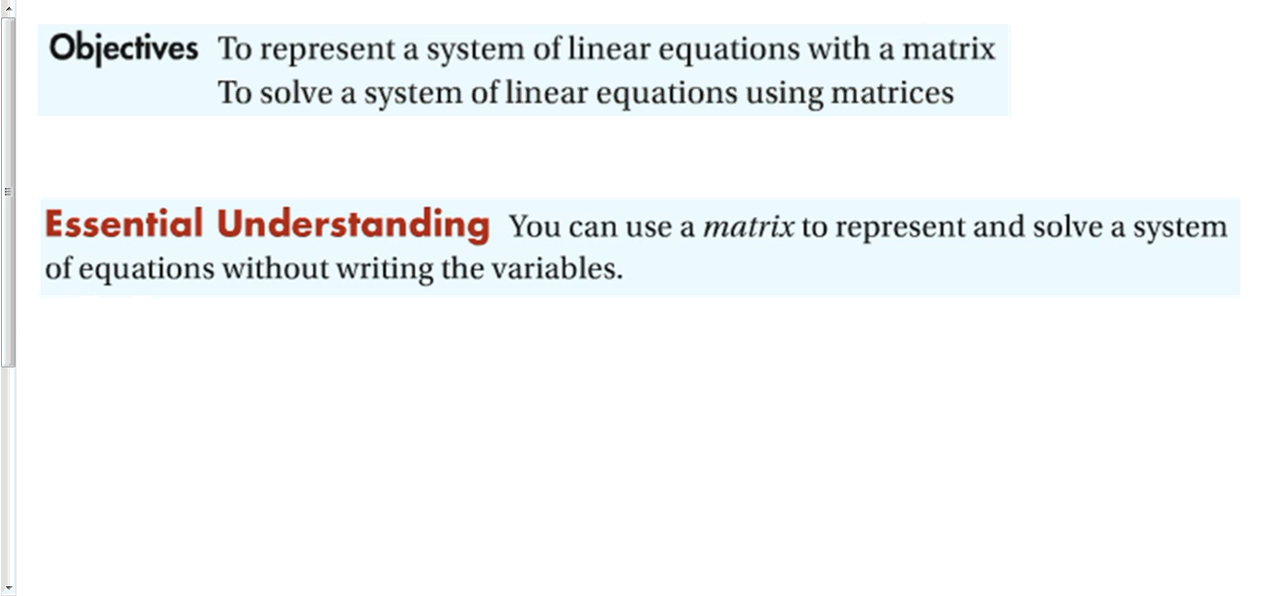 Objectives To represent a system of linear equations with a matrix
To solve a system of linear equations using matrices
Essential Understanding You can use a matrix to represent and solve a system
of equations without writing the variables.